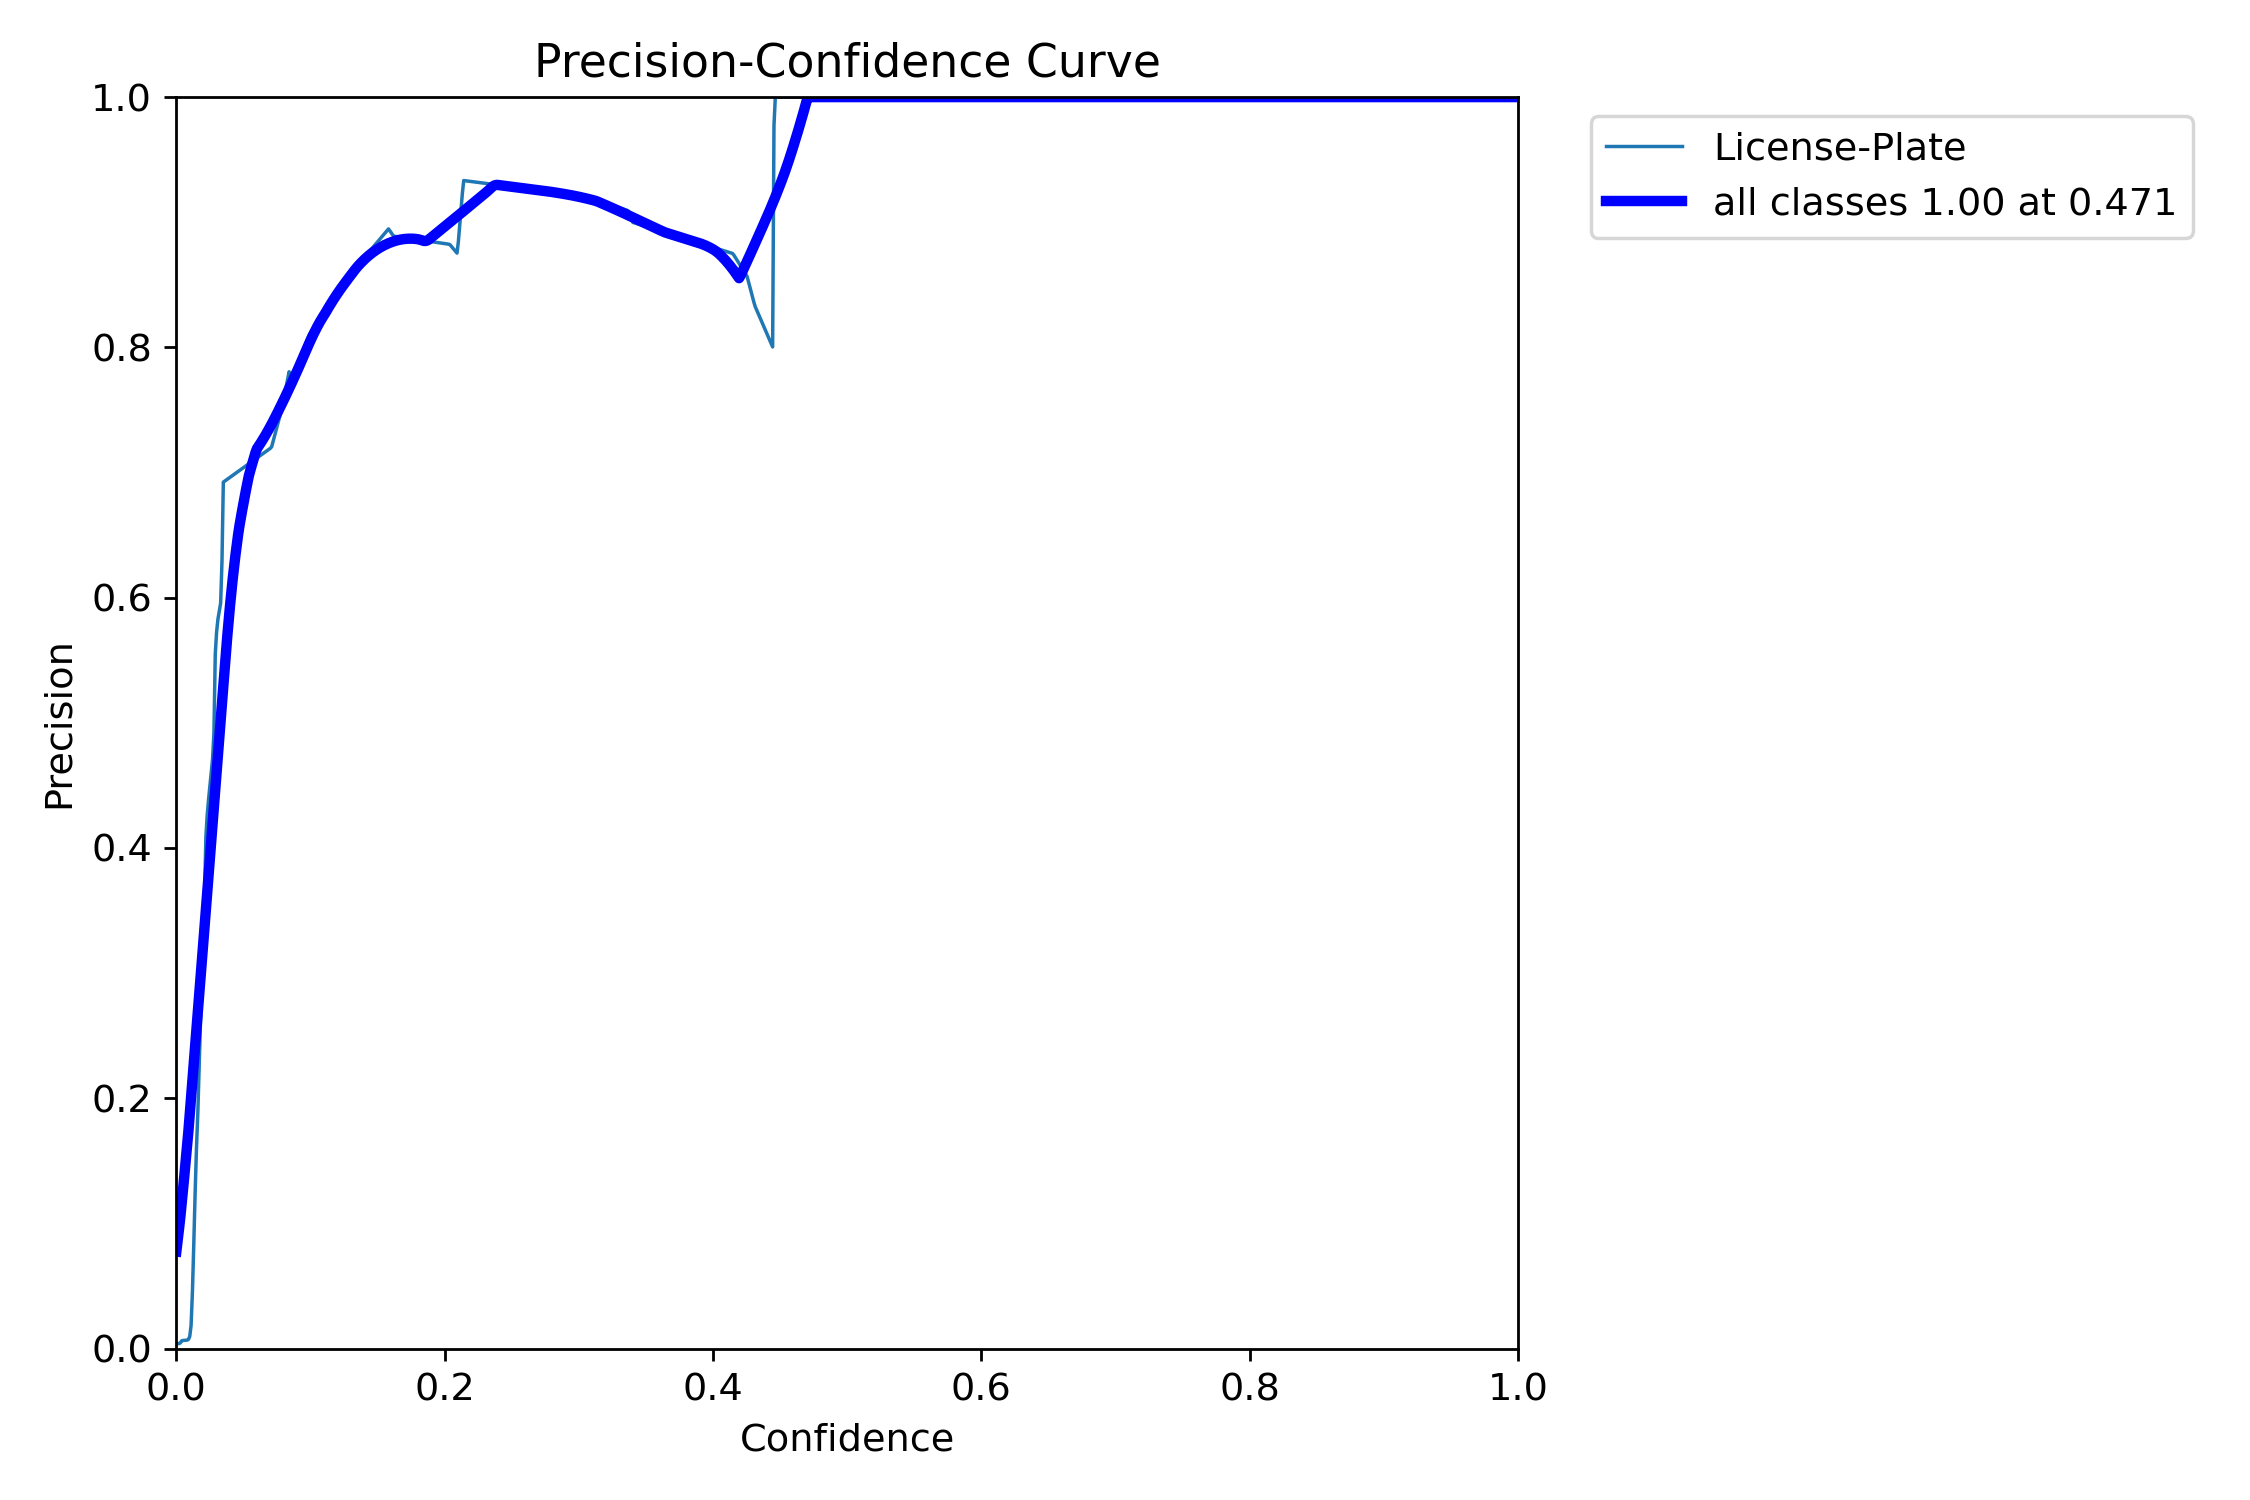 Precision-Confidence Curve
1.0
0.8
0.6
0.4
0.2
0.0
Precision
0.0 0.2 0.4 0.6 0.8 1.0
Confidence
License-Plate
all classes 1.00 at 0.471